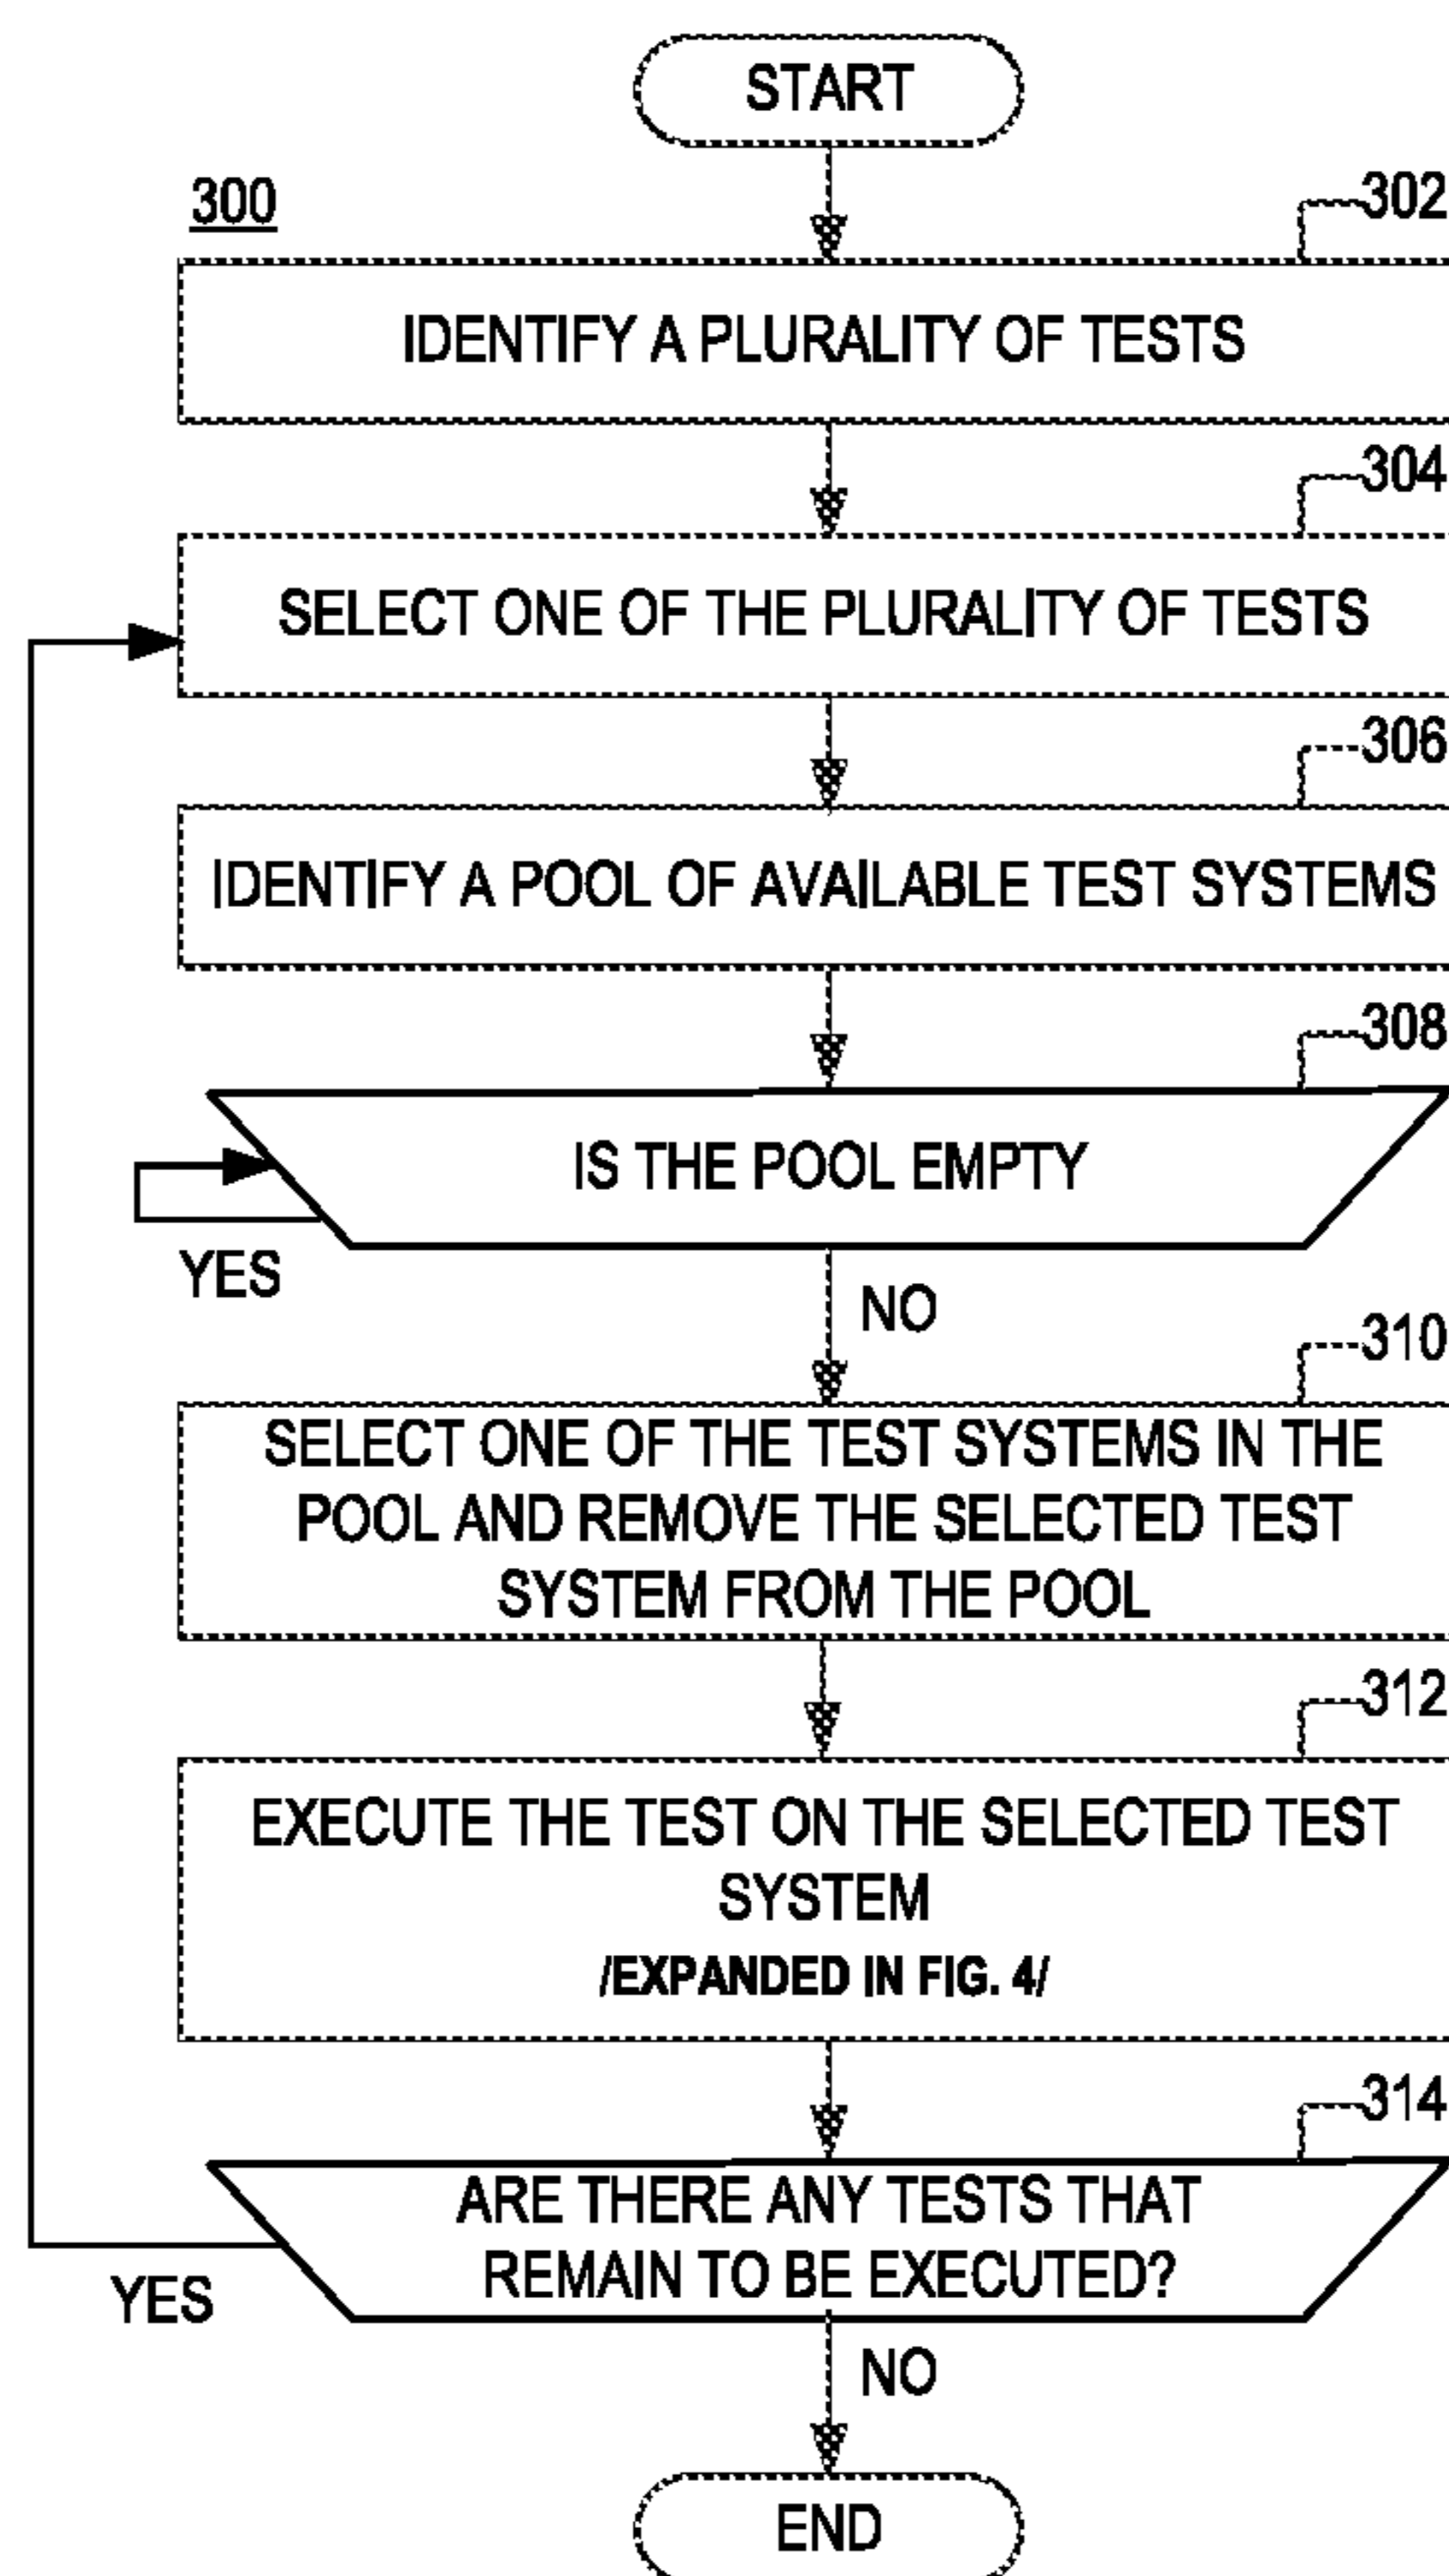 START
300
302
IDENTIFY A PLURALITY OF TESTS
304
SELECT ONE OF THE PLURALITY OF TESTS
306
IDENTIFY A POOL OF AVAILABLE TEST SYSTEMS
308
IS THE POOL EMPTY
YES
NO
310
SELECT ONE OF THE TEST SYSTEMS IN THE
POOL AND REMOVE THE SELECTED TEST
SYSTEM FROM THE POOL
312
EXECUTE THE TEST ON THE SELECTED TEST
SYSTEM
/EXPANDED IN FIG. 4/
314
ARE THERE ANY TESTS THAT
REMAIN TO BE EXECUTED?
YES
NO
END